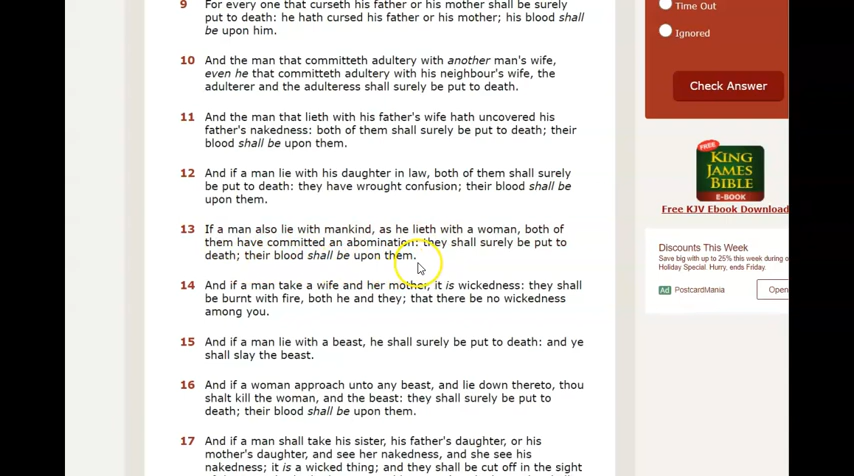 9 For every one that curseth his father or his mother shall be surely
put to death: he hath cursed his father or his mother; his blood shall
be upon him.
10 And the man that committeth adultery with another man's wife,
even he that committeth adultery with his neighbour's wife, the
adulterer and the adulteress shall surely be put to death.
11 And the man that lieth with his father's wife hath uncovered his
father's nakedness: both of them shall surely be put to death; their
blood shall be upon them.
12 And if a man lie with his daughter in law, both of them shall surely
be put to death: they have wrought confusion; their blood shall be
upon them.
13 If a man also lie with mankind, as he lieth with a woman, both of
them have committed an abomination: they shall surely be put to
death; their blood shall be upon them.
14 And if a man take a wife and her mother, it is wickedness: they shall
be burnt with fire, both he and they; that there be no wickedness
among you.
15 And if a man lie with a beast, he shall surely be put to death: and ye
shall slay the beast.
16 And if a woman approach unto any beast, and lie down thereto, thou
shalt kill the woman, and the beast: they shall surely be put to
death; their blood shall be upon them.
17 And if a man shall take his sister, his father's daughter, or his
mother's daughter, and see her nakedness, and she see his
nakedness; it is a wicked thing; and they shall be cut off in the sight
Time Out
Ignored
Check Answer
FREE
KING
JAMES
BIBLE
E-BOOK
Free KJV Ebook Download
Discounts This Week
Save big with up to 25% this week during o
Holiday Special. Hurry, ends Friday.
Ad PostcardMania
Open